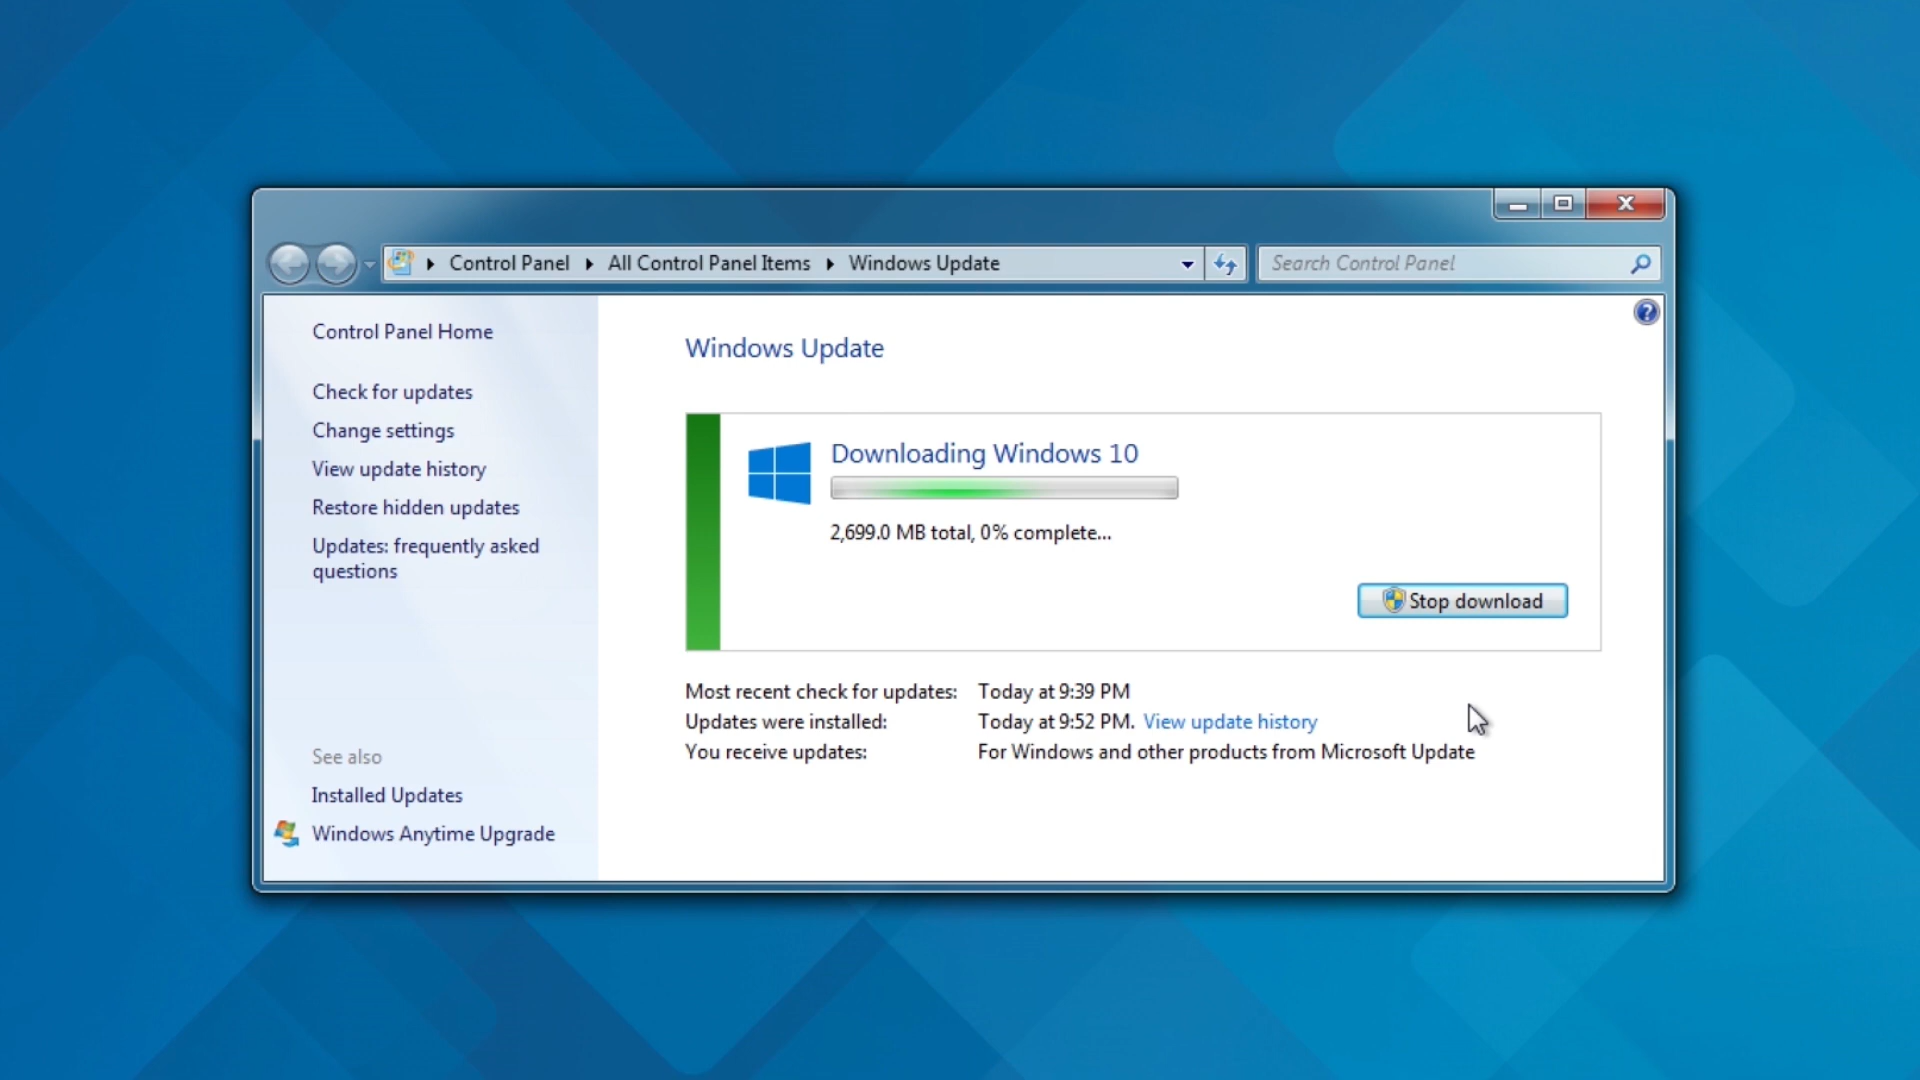 Control Panel
All Control Panel Items
Windows Update
Search Control Panel
Control Panel Home
Check for updates
Change settings
View update history
Restore hidden updates
Updates: frequently asked
questions
See also
Installed Updates
Windows Anytime Upgrade
Windows Update
Downloading Windows 10
2,699.0 MB total, 0% complete...
Stop download
Most recent check for updates: Today at 9:39 PM
Updates were installed: Today at 9:52 PM. View update history
You receive updates: For Windows and other products from Microsoft Update